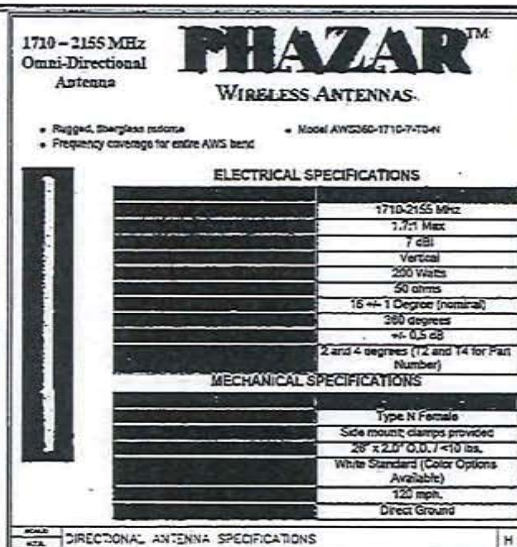 1710 – 2155 MHz
Omni-Directional
Antenna
PHAZAR™
WIRELESS ANTENNAS
• Rugged, fiberglass radome
• Frequency coverage for entire AWS band
• Model AWS360-1710-7-T0-N
ELECTRICAL SPECIFICATIONS
1710-2155 MHz
1.7:1 Max
7 dBi
Vertical
200 Watts
50 ohms
16 +/- 1 Degree (nominal)
360 degrees
+/- 0.5 dB
2 and 4 degrees (T2 and T4 for Part
Number)
MECHANICAL SPECIFICATIONS
Type N Female
Side mount; clamps provided
26" x 2.0" O.D. / <10 lbs.
White Standard (Color Options
Available)
120 mph.
Direct Ground
SCALE:
N.T.S.
DIRECTIONAL ANTENNA SPECIFICATIONS
H